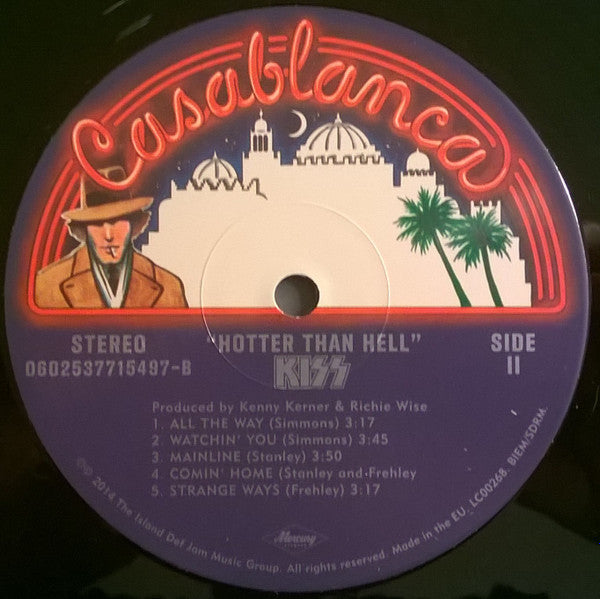 Casablanca
STEREO
0602537715497-B
"HOTTER THAN HELL"
KISS
SIDE
II
Produced by Kenny Kerner & Richie Wise
1. ALL THE WAY (Simmons) 3:17
2. WATCHIN' YOU (Simmons) 3:45
3. MAINLINE (Stanley) 3:50
4. COMIN' HOME (Stanley and Frehley
5. STRANGE WAYS (Frehley) 3:17
Mercury
℗© 2014 The Island Def Jam Music Group. All rights reserved. Made in the EU. LC00268. BIEM/SDRM.